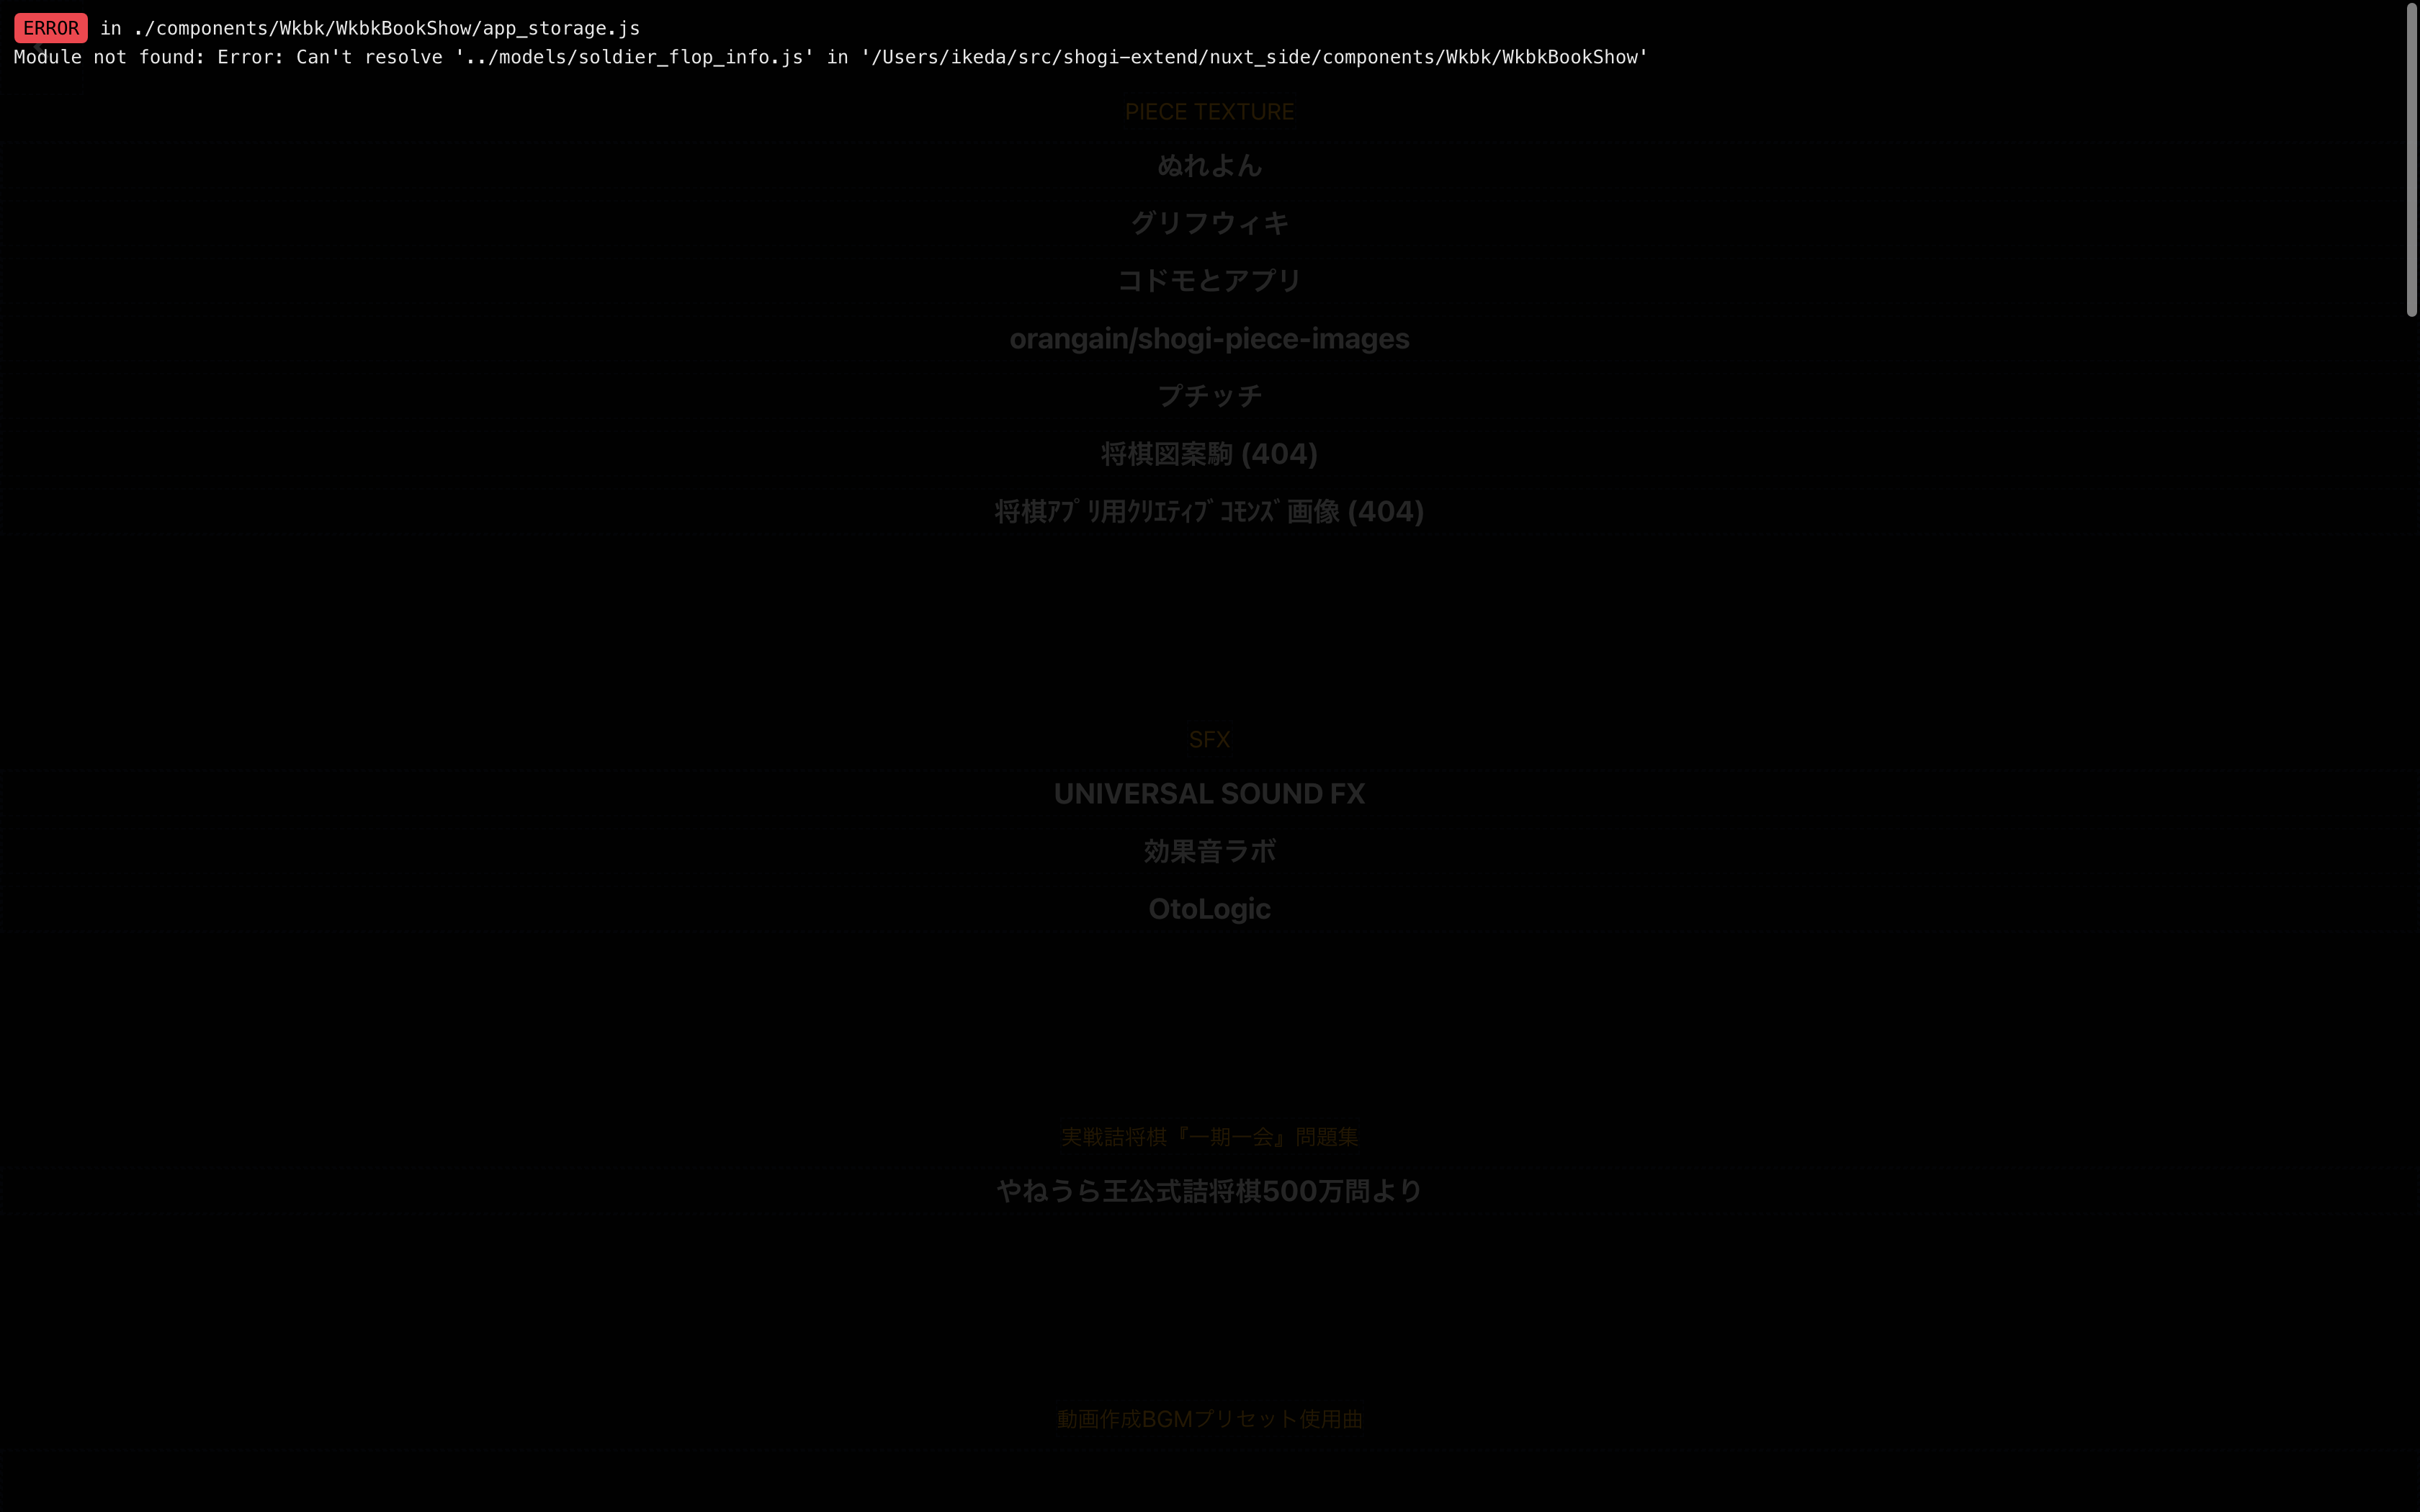 ERROR in ./components/Wkbk/WkbkBookShow/app_storage.js
Module not found: Error: Can't resolve '../models/soldier_flop_info.js' in '/Users/ikeda/src/shogi-extend/nuxt_side/components/Wkbk/WkbkBookShow'
PIECE TEXTURE
ぬれよん
グリフウィキ
コドモとアプリ
orangain/shogi-piece-images
プチッチ
将棋図案駒 (404)
将棋ｱﾌﾟﾘ用ｸﾘｴﾃｨﾌﾞｺﾓﾝｽﾞ画像 (404)
SFX
UNIVERSAL SOUND FX
効果音ラボ
OtoLogic
実戦詰将棋『一期一会』問題集
やねうら王公式詰将棋500万問より
動画作成BGMプリセット使用曲